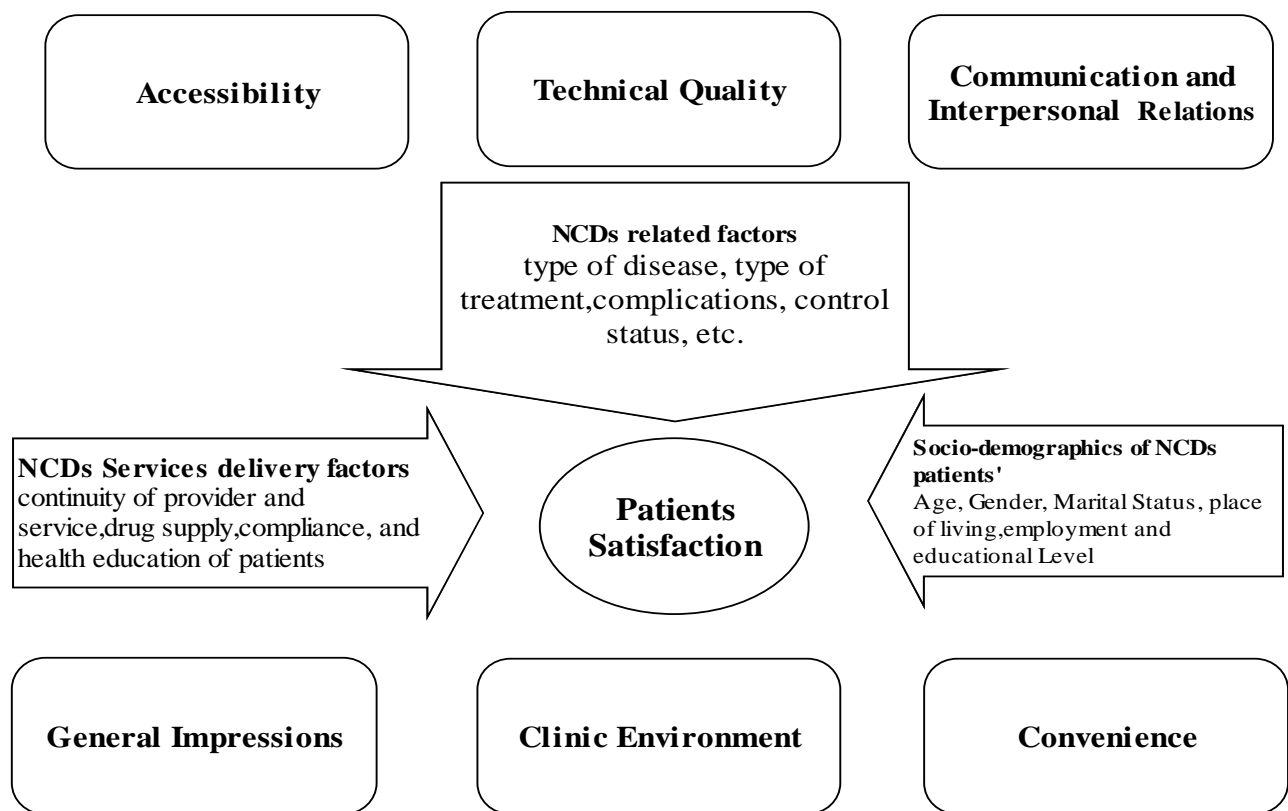 Accessibility
Technical Quality
Communication and
Interpersonal Relations
NCDs related factors
type of disease, type of
treatment,complications, control
status, etc.
NCDs Services delivery factors
continuity of provider and
service,drug supply,compliance, and
health education of patients
Patients
Satisfaction
Socio-demographics of NCDs
patients'
Age, Gender, Marital Status, place
of living,employment and
educational Level
General Impressions
Clinic Environment
Convenience